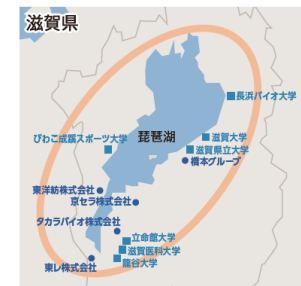 滋賀県
長浜バイオ大学
びわこ成蹊スポーツ大学
琵琶湖
滋賀大学
滋賀県立大学
橋本グループ
東洋紡株式会社
京セラ株式会社
タカラバイオ株式会社
立命館大学
滋賀医科大学
東レ株式会社
龍谷大学